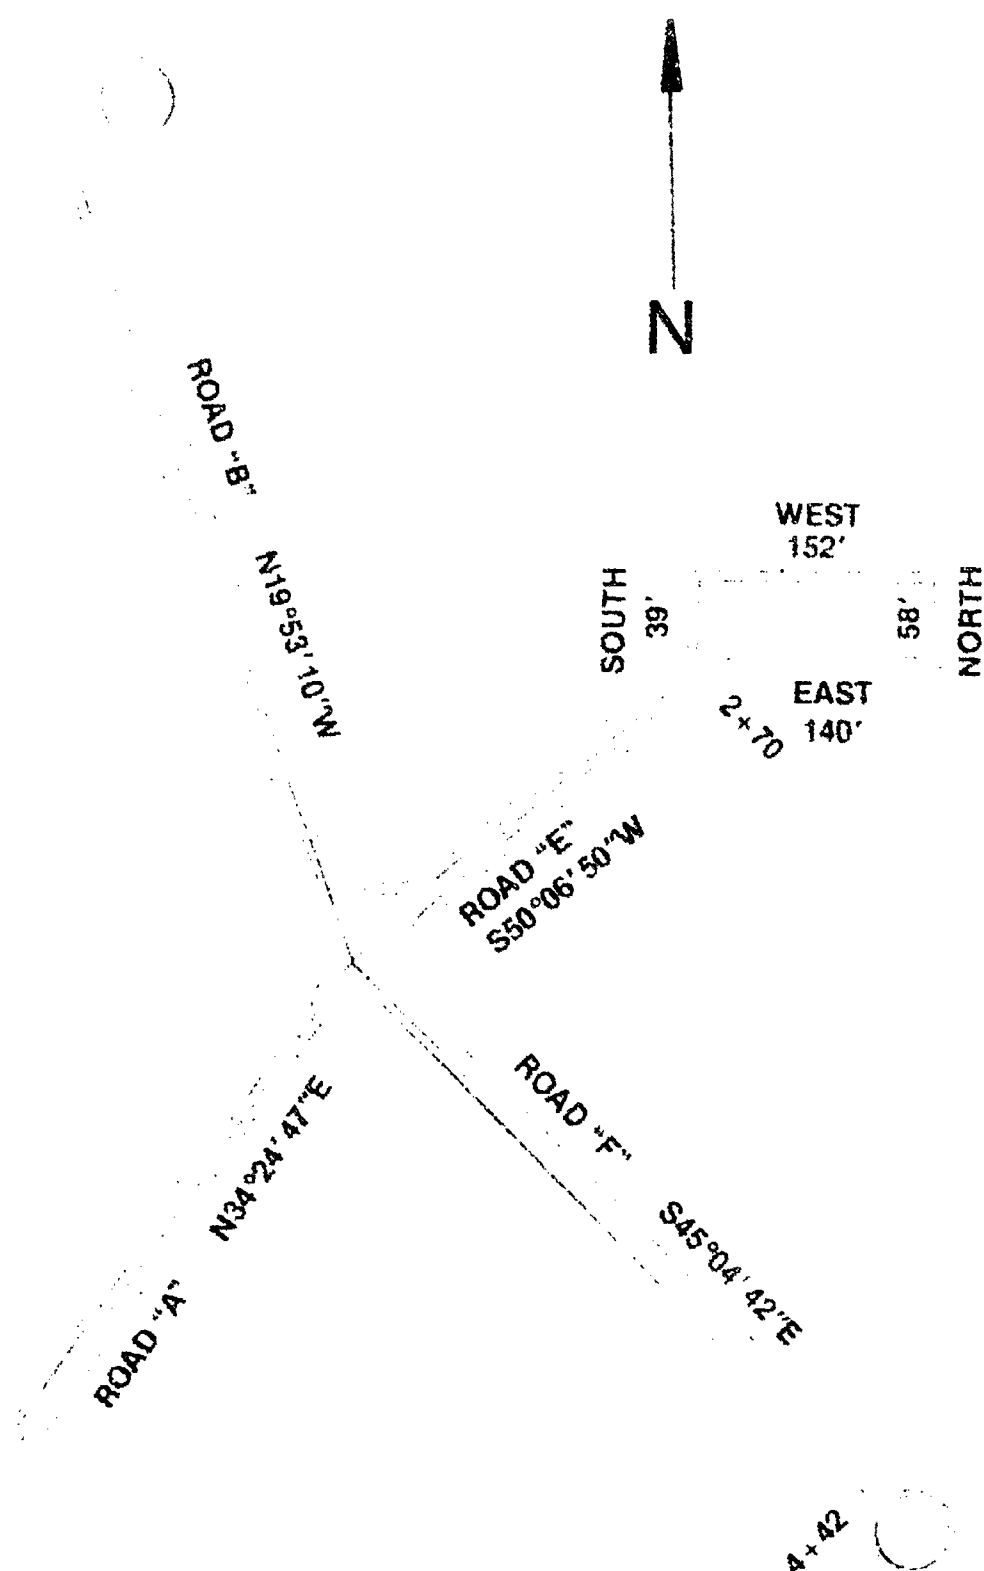 N
ROAD "B"
N19°53'10"W
WEST
152'
SOUTH
39'
58'
NORTH
EAST
140'
2+70
ROAD "E"
S50°06'50"W
ROAD "F"
S45°04'42"E
N34°24'47"E
ROAD "A"
4+42